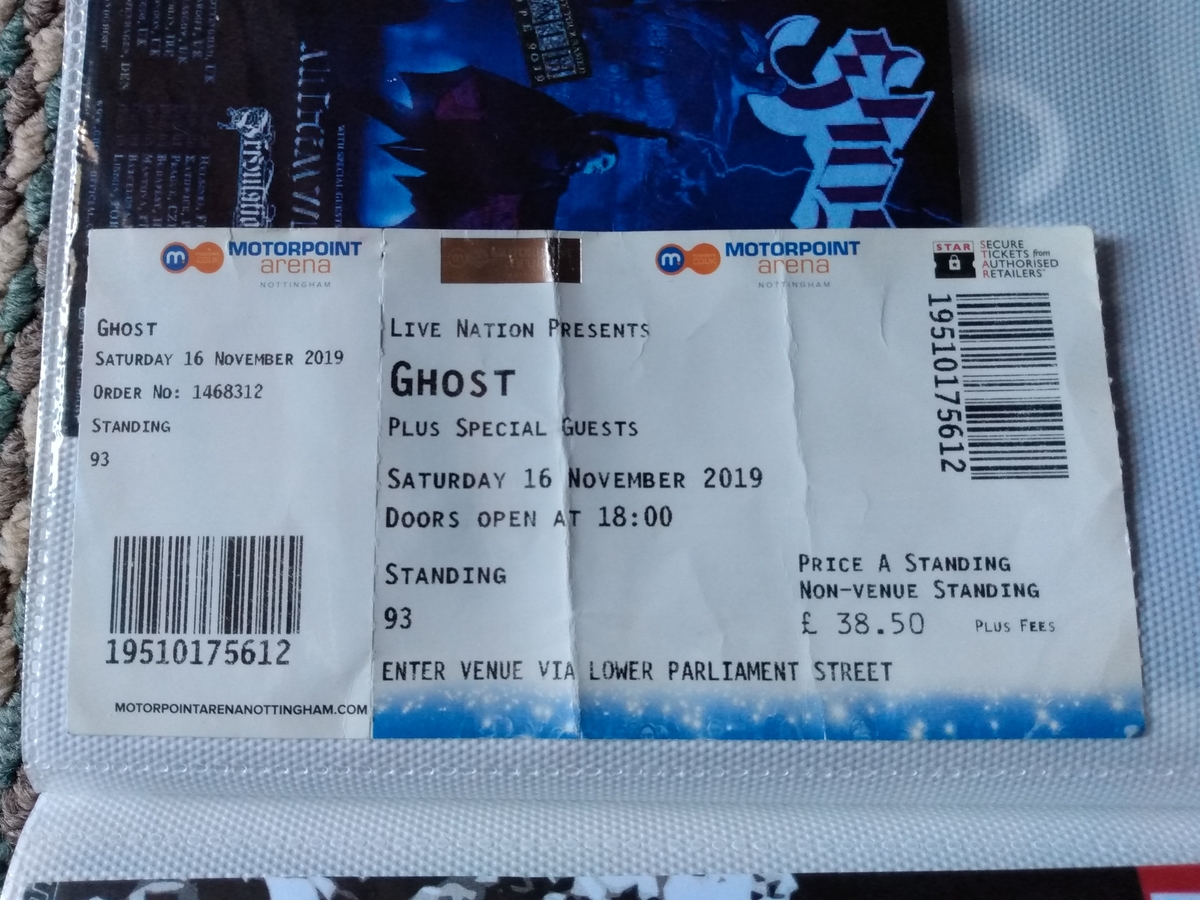 MOTORPOINT
arena
NOTTINGHAM
GHOST
SATURDAY 16 NOVEMBER 2019
ORDER NO: 1468312
STANDING
93
19510175612
MOTORPOINTARENANOTTINGHAM.COM
MOTORPOINT
arena
NOTTINGHAM
LIVE NATION PRESENTS
GHOST
PLUS SPECIAL GUESTS
SATURDAY 16 NOVEMBER 2019
DOORS OPEN AT 18:00
STANDING
93
ENTER VENUE VIA LOWER PARLIAMENT STREET
PRICE A STANDING
NON-VENUE STANDING
£ 38.50 PLUS FEES
STAR
SECURE
TICKETS from
AUTHORISED
RETAILERS
19510175612
WITH SPECIAL